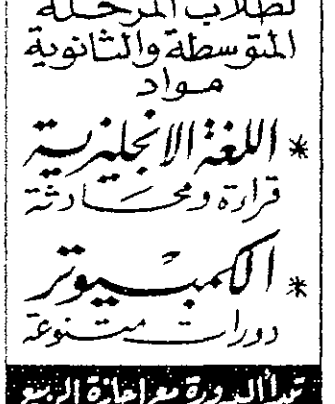 لطلاب المرحلة
المتوسطة والثانوية
مواد
* اللغة الانجليزية
قراءة ومحادثة
* الكمبيوتر
دورات متنوعة
تبدأ الدورة مع اجازة الربيع